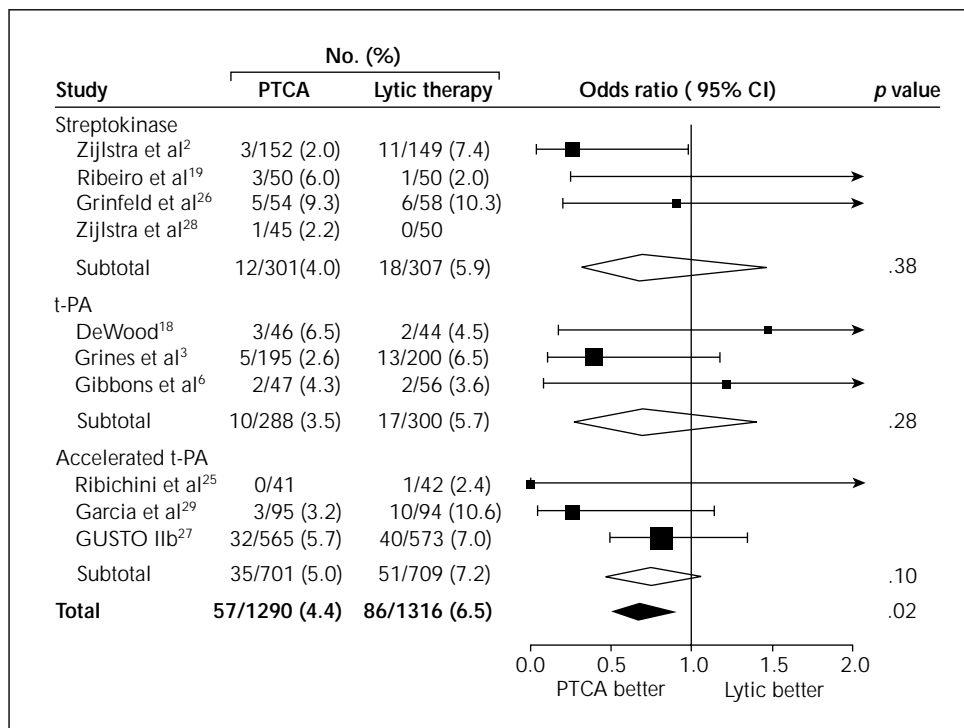 No. (%)
Study PTCA Lytic therapy Odds ratio ( 95% CI) p value
Streptokinase
Zijlstra et al2 3/152 (2.0) 11/149 (7.4)
Ribeiro et al19 3/50 (6.0) 1/50 (2.0)
Grinfeld et al26 5/54 (9.3) 6/58 (10.3)
Zijlstra et al28 1/45 (2.2) 0/50
Subtotal 12/301(4.0) 18/307 (5.9) .38
t-PA
DeWood18 3/46 (6.5) 2/44 (4.5)
Grines et al3 5/195 (2.6) 13/200 (6.5)
Gibbons et al6 2/47 (4.3) 2/56 (3.6)
Subtotal 10/288 (3.5) 17/300 (5.7) .28
Accelerated t-PA
Ribichini et al25 0/41 1/42 (2.4)
Garcia et al29 3/95 (3.2) 10/94 (10.6)
GUSTO IIb27 32/565 (5.7) 40/573 (7.0)
Subtotal 35/701 (5.0) 51/709 (7.2) .10
Total 57/1290 (4.4) 86/1316 (6.5) .02
0.0 0.5 1.0 1.5 2.0
PTCA better Lytic better